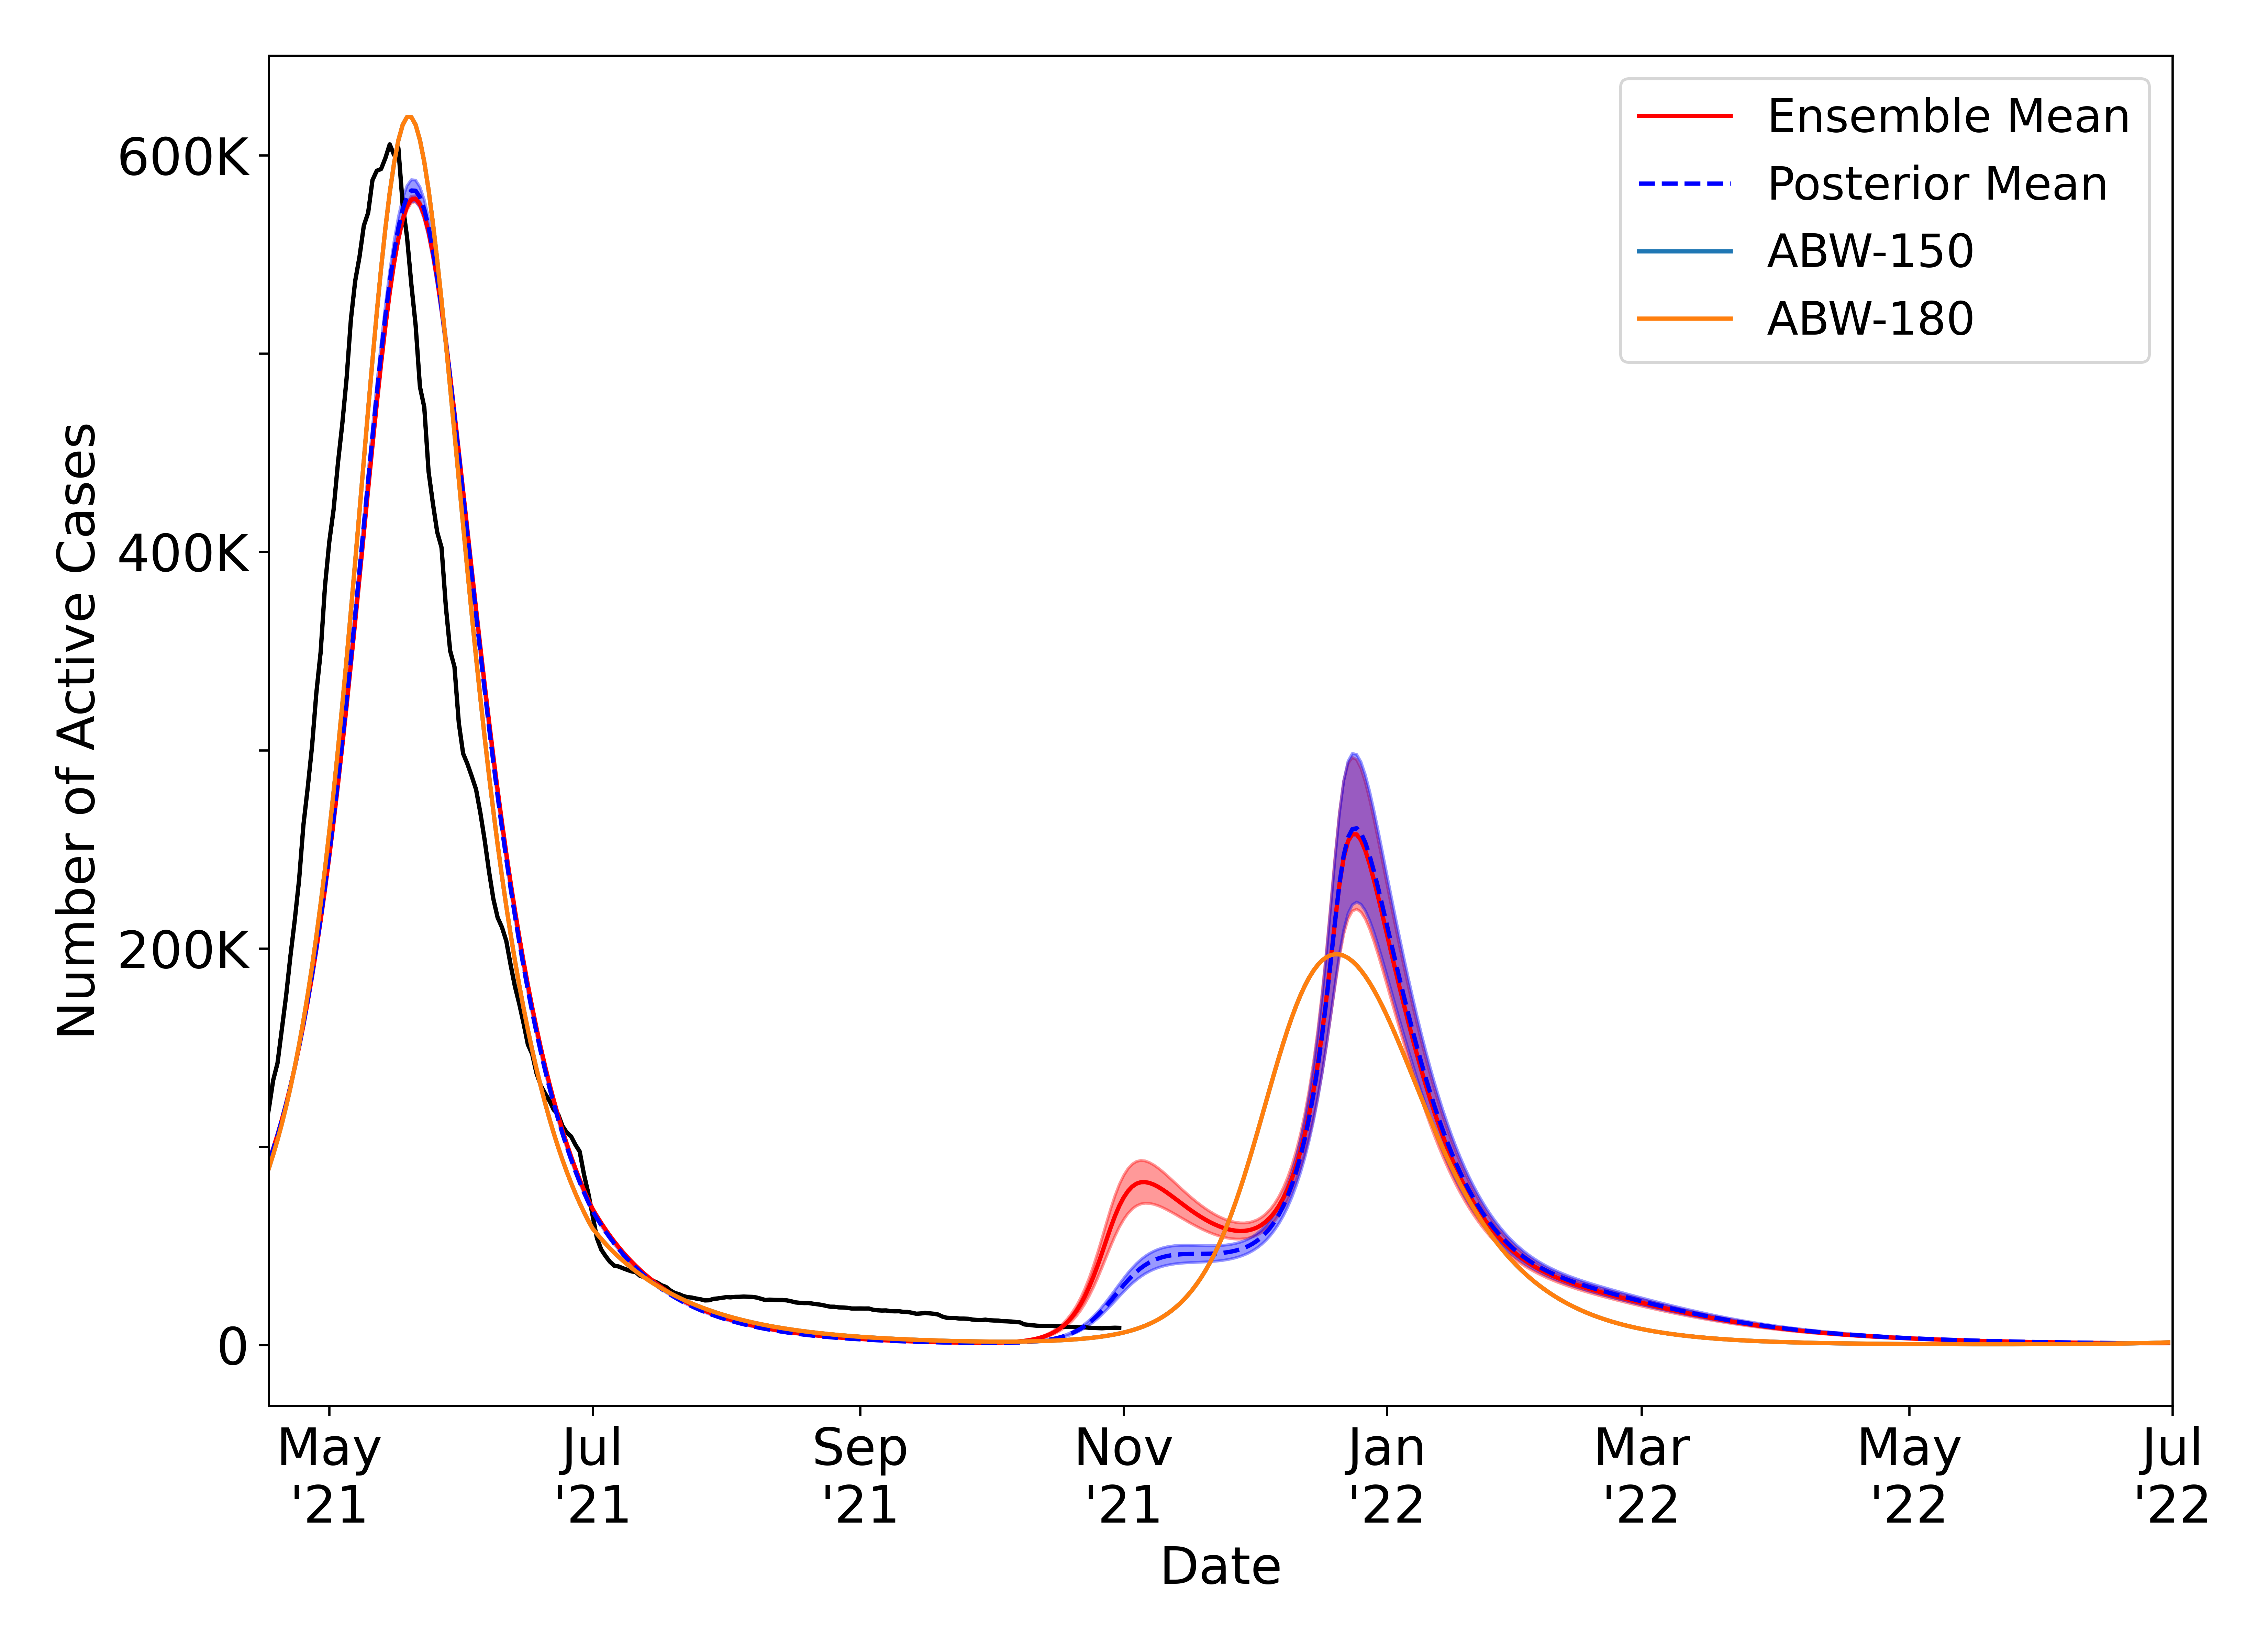 Number of Active Cases
600K
400K
200K
0
Ensemble Mean
Posterior Mean
ABW-150
ABW-180
May '21
Jul '21
Sep '21
Nov '21
Jan '22
Mar '22
May '22
Jul '22
Date